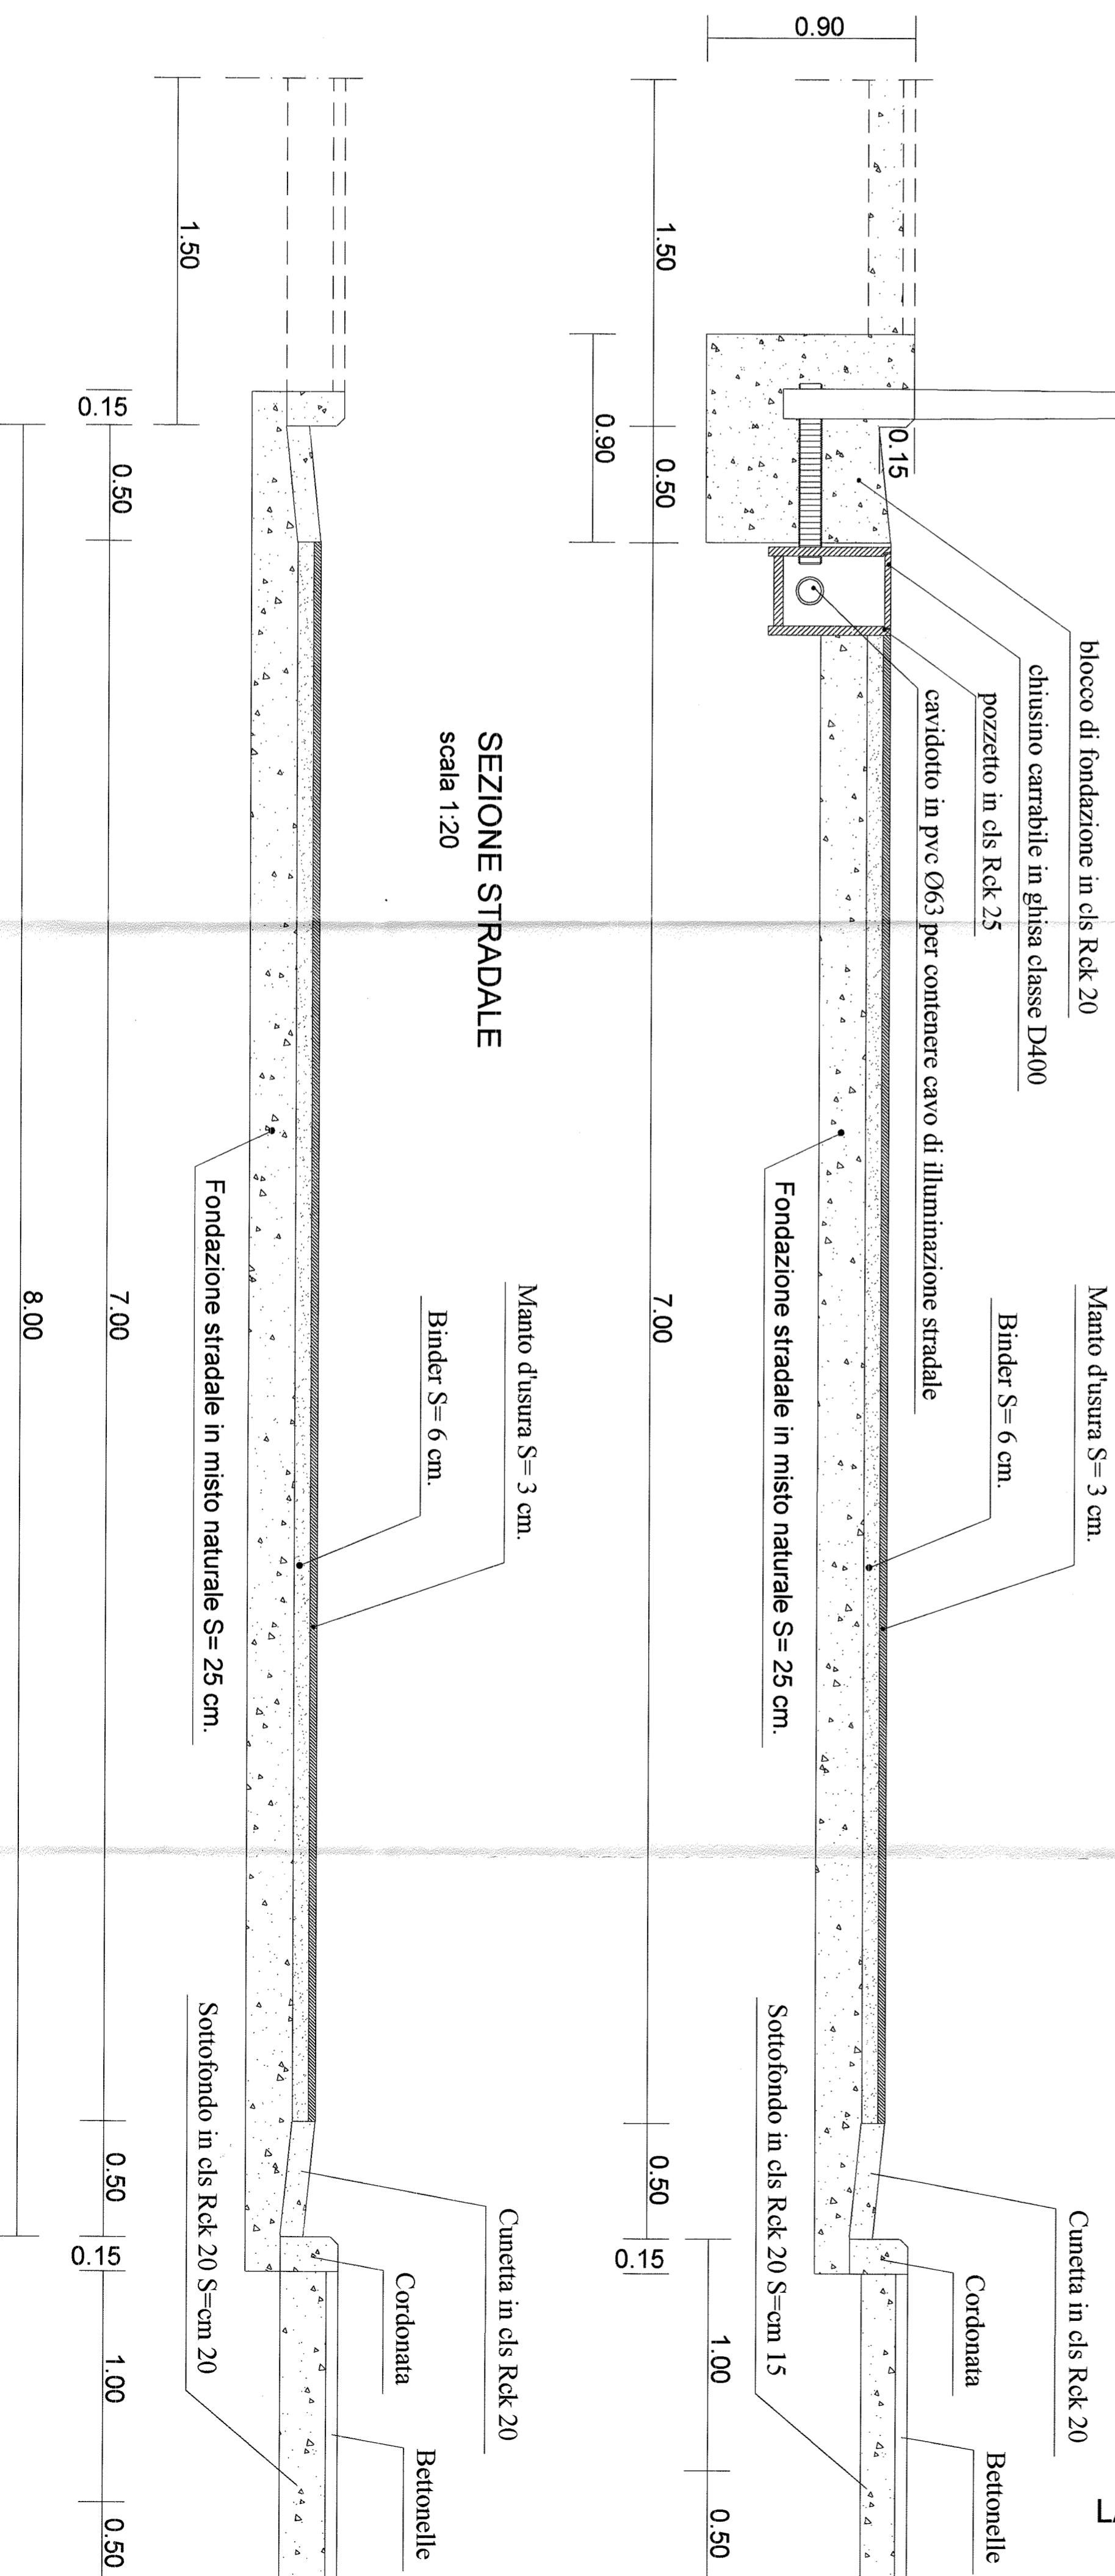 0.90
1.50
0.50
7.00
0.50
0.15
1.00
0.50
0.90
0.15
blocco di fondazione in cls Rck 20
chiusino carrabile in ghisa classe D400
pozzetto in cls Rck 25
cavidotto in pvc Ø63 per contenere cavo di illuminazione stradale
Manto d'usura S= 3 cm.
Binder S= 6 cm.
Fondazione stradale in misto naturale S= 25 cm.
Cunetta in cls Rck 20
Cordonata
Bettonelle
Sottofondo in cls Rck 20 S=cm 15
SEZIONE STRADALE
scala 1:20
Manto d'usura S= 3 cm.
Binder S= 6 cm.
Fondazione stradale in misto naturale S= 25 cm.
Cunetta in cls Rck 20
Cordonata
Bettonelle
Sottofondo in cls Rck 20 S=cm 20
1.50
0.15
0.50
7.00
0.50
0.15
1.00
0.50
8.00